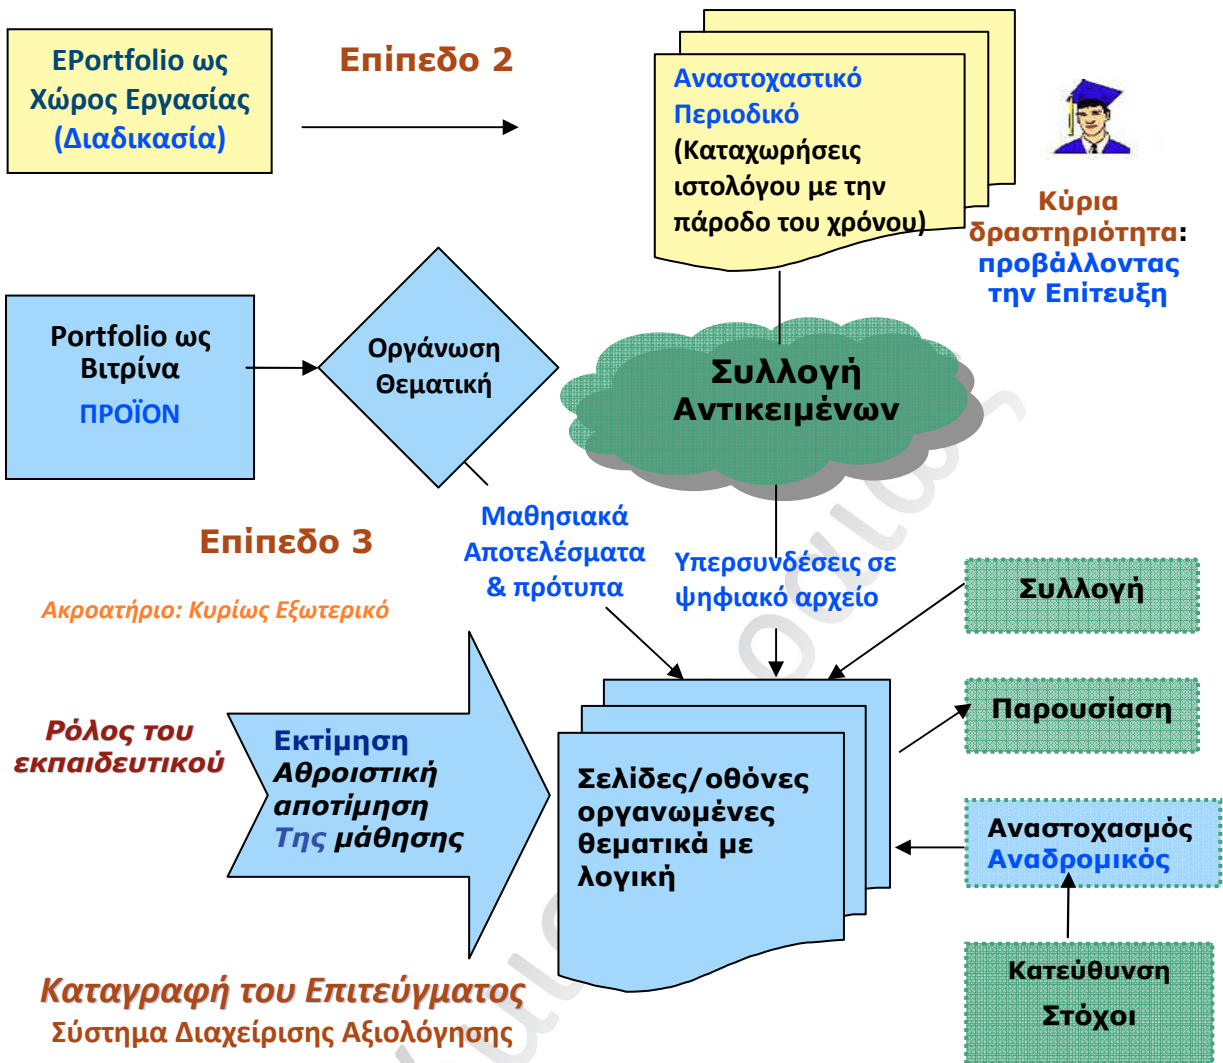 EPortfolio ως
Χώρος Εργασίας
(Διαδικασία)
Επίπεδο 2
Αναστοχαστικό
Περιοδικό
(Καταχωρήσεις
ιστολόγου με την
πάροδο του χρόνου)
Κύρια
δραστηριότητα:
προβάλλοντας
την Επίτευξη
Portfolio ως
Βιτρίνα
ΠΡΟΪΟΝ
Οργάνωση
Θεματική
Συλλογή
Αντικειμένων
Επίπεδο 3
Ακροατήριο: Κυρίως Εξωτερικό
Μαθησιακά
Αποτελέσματα
& πρότυπα
Υπερσυνδέσεις σε
ψηφιακό αρχείο
Συλλογή
Παρουσίαση
Ρόλος του
εκπαιδευτικού
Εκτίμηση
Αθροιστική
αποτίμηση
Της μάθησης
Σελίδες/οθόνες
οργανωμένες
θεματικά με
λογική
Αναστοχασμός
Αναδρομικός
Κατεύθυνση
Στόχοι
Καταγραφή του Επιτεύγματος
Σύστημα Διαχείρισης Αξιολόγησης